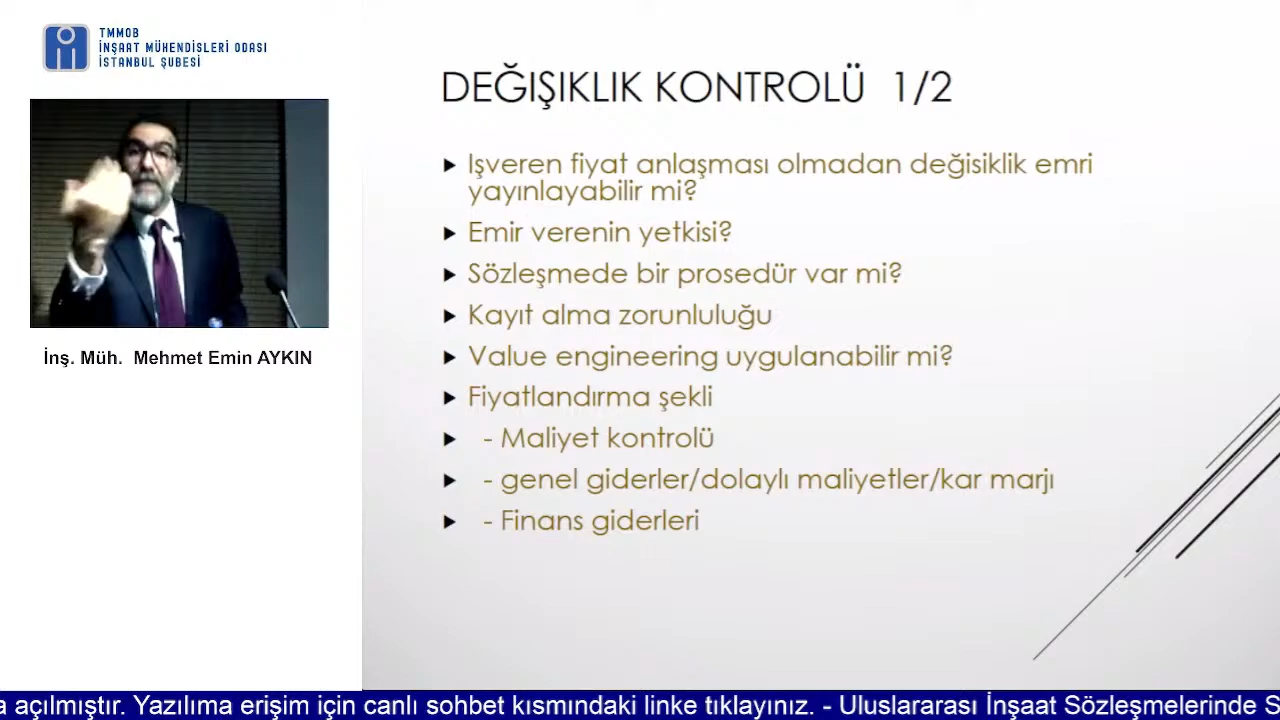 TMMOB
İNŞAAT MÜHENDİSLERİ ODASI
İSTANBUL ŞUBESİ
İnş. Müh. Mehmet Emin AYKIN
DEĞIŞIKLIK KONTROLÜ 1/2
Işveren fiyat anlaşması olmadan değisiklik emri
yayınlayabilir mi?
Emir verenin yetkisi?
Sözleşmede bir prosedür var mi?
Kayıt alma zorunluluğu
Value engineering uygulanabilir mi?
Fiyatlandırma şekli
- Maliyet kontrolü
- genel giderler/dolaylı maliyetler/kar marjı
- Finans giderleri
a açılmıştır. Yazılıma erişim için canlı sohbet kısmındaki linke tıklayınız. - Uluslararası İnşaat Sözleşmelerinde S